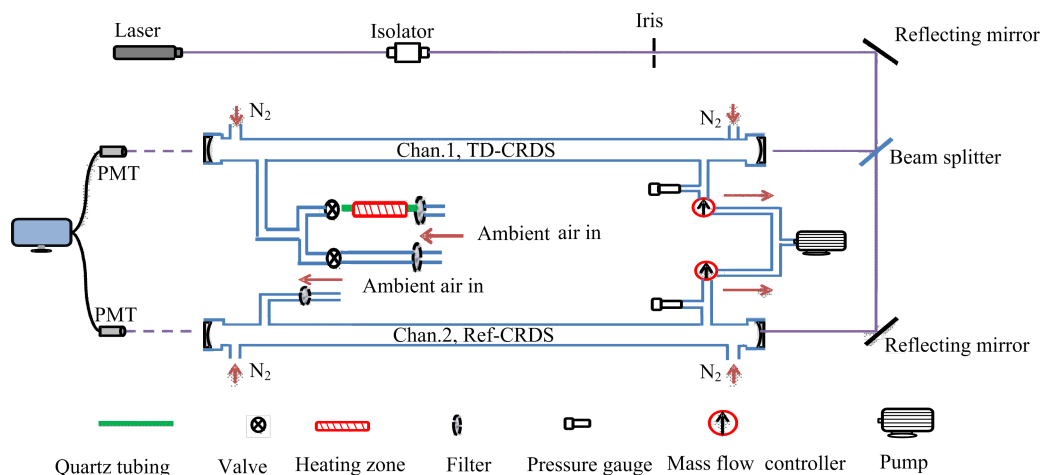 Laser
Isolator
Iris
Reflecting mirror
N2
N2
PMT
Chan.1, TD-CRDS
Beam splitter
Ambient air in
Ambient air in
PMT
Chan.2, Ref-CRDS
Reflecting mirror
N2
N2
Quartz tubing
Valve
Heating zone
Filter
Pressure gauge
Mass flow controller
Pump